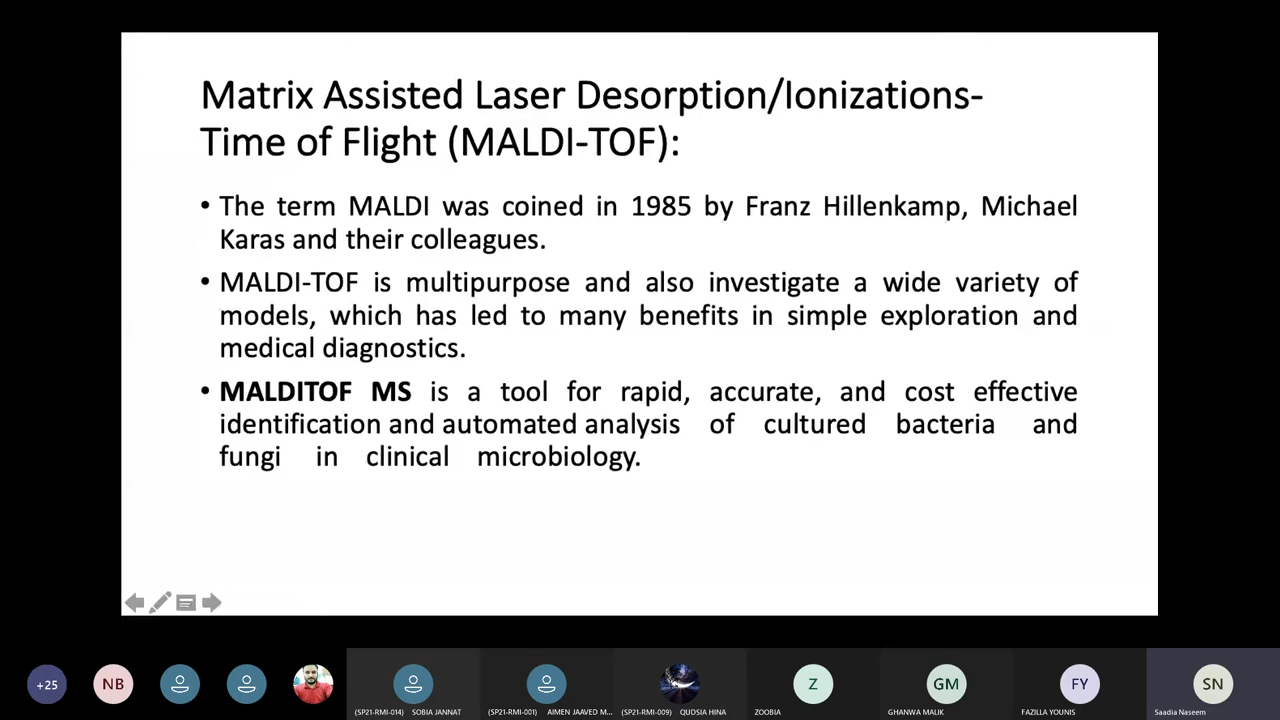 Matrix Assisted Laser Desorption/Ionizations-
Time of Flight (MALDI-TOF):
• The term MALDI was coined in 1985 by Franz Hillenkamp, Michael
Karas and their colleagues.
• MALDI-TOF is multipurpose and also investigate a wide variety of
models, which has led to many benefits in simple exploration and
medical diagnostics.
• MALDITOF MS is a tool for rapid, accurate, and cost effective
identification and automated analysis of cultured bacteria and
fungi in clinical microbiology.
+25 NB Z GM FY SN
(SP21-RMI-014) SOBIA JANNAT (SP21-RMI-001) AIMEN JAAVED M... (SP21-RMI-009) QUDSIA HINA ZOOBIA GHANWA MALIK FAZILLA YOUNIS Saadia Naseem